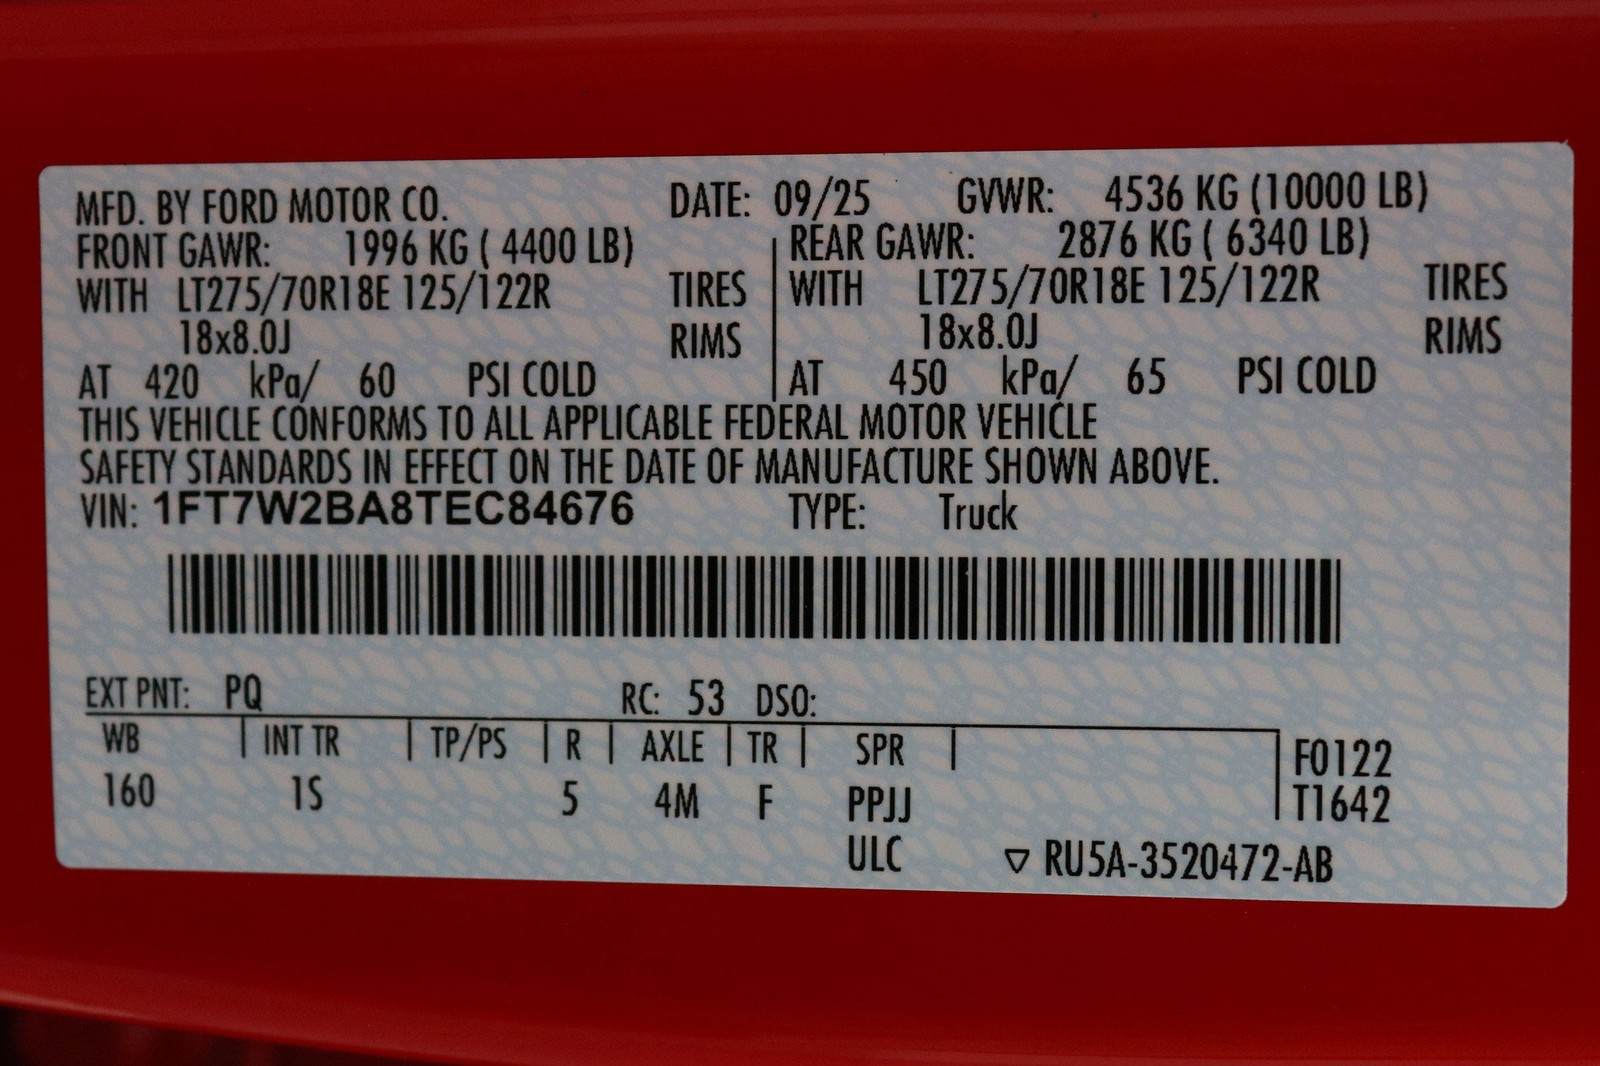 MFD. BY FORD MOTOR CO. DATE: 09/25 GVWR: 4536 KG (10000 LB)
FRONT GAWR: 1996 KG ( 4400 LB) REAR GAWR: 2876 KG ( 6340 LB)
WITH LT275/70R18E 125/122R TIRES WITH LT275/70R18E 125/122R TIRES
18x8.0J RIMS 18x8.0J RIMS
AT 420 kPa/ 60 PSI COLD AT 450 kPa/ 65 PSI COLD
THIS VEHICLE CONFORMS TO ALL APPLICABLE FEDERAL MOTOR VEHICLE
SAFETY STANDARDS IN EFFECT ON THE DATE OF MANUFACTURE SHOWN ABOVE.
VIN: 1FT7W2BA8TEC84676 TYPE: Truck
EXT PNT: PQ RC: 53 DSO:
WB INT TR TP/PS R AXLE TR SPR F0122
160 1S 5 4M F PPJJ T1642
ULC ▽ RU5A-3520472-AB